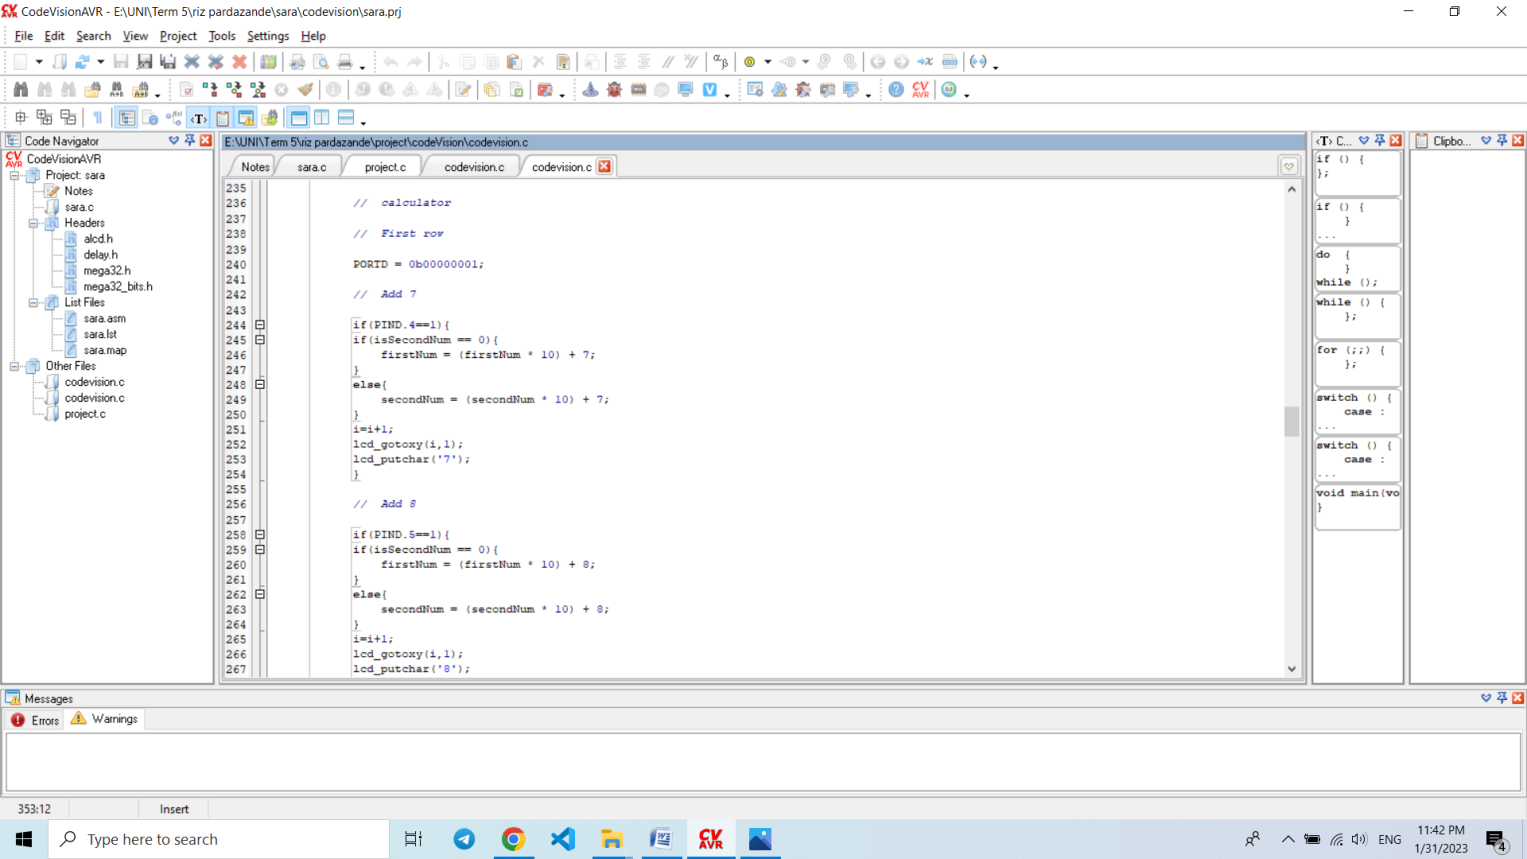 CodeVisionAVR - E:\UNI\Term 5\riz pardazande\sara\codevision\sara.prj
File Edit Search View Project Tools Settings Help
Code Navigator
CodeVisionAVR
Project: sara
Notes
sara.c
Headers
alcd.h
delay.h
mega32.h
mega32_bits.h
List Files
sara.asm
sara.lst
sara.map
Other Files
codevision.c
codevision.c
project.c
E:\UNI\Term 5\riz pardazande\project\codeVision\codevision.c
Notes sara.c project.c codevision.c codevision.c
235
236 // calculator
237
238 // First row
239
240 PORTD = 0b00000001;
241
242 // Add 7
243
244 if(PIND.4==1){
245 if(isSecondNum == 0){
246 firstNum = (firstNum * 10) + 7;
247 }
248 else{
249 secondNum = (secondNum * 10) + 7;
250 }
251 i=i+1;
252 lcd_gotoxy(i,1);
253 lcd_putchar('7');
254 }
255
256 // Add 8
257
258 if(PIND.5==1){
259 if(isSecondNum == 0){
260 firstNum = (firstNum * 10) + 8;
261 }
262 else{
263 secondNum = (secondNum * 10) + 8;
264 }
265 i=i+1;
266 lcd_gotoxy(i,1);
267 lcd_putchar('8');
<T> C...
if () {
};
if () {
}
...
do {
}
while ();
while () {
};
for (;;) {
};
switch () {
case :
...
switch () {
case :
...
void main(vo
}
Clipbo...
Messages
Errors Warnings
353:12 Insert
Type here to search
CV AVR
ENG
11:42 PM
1/31/2023
4